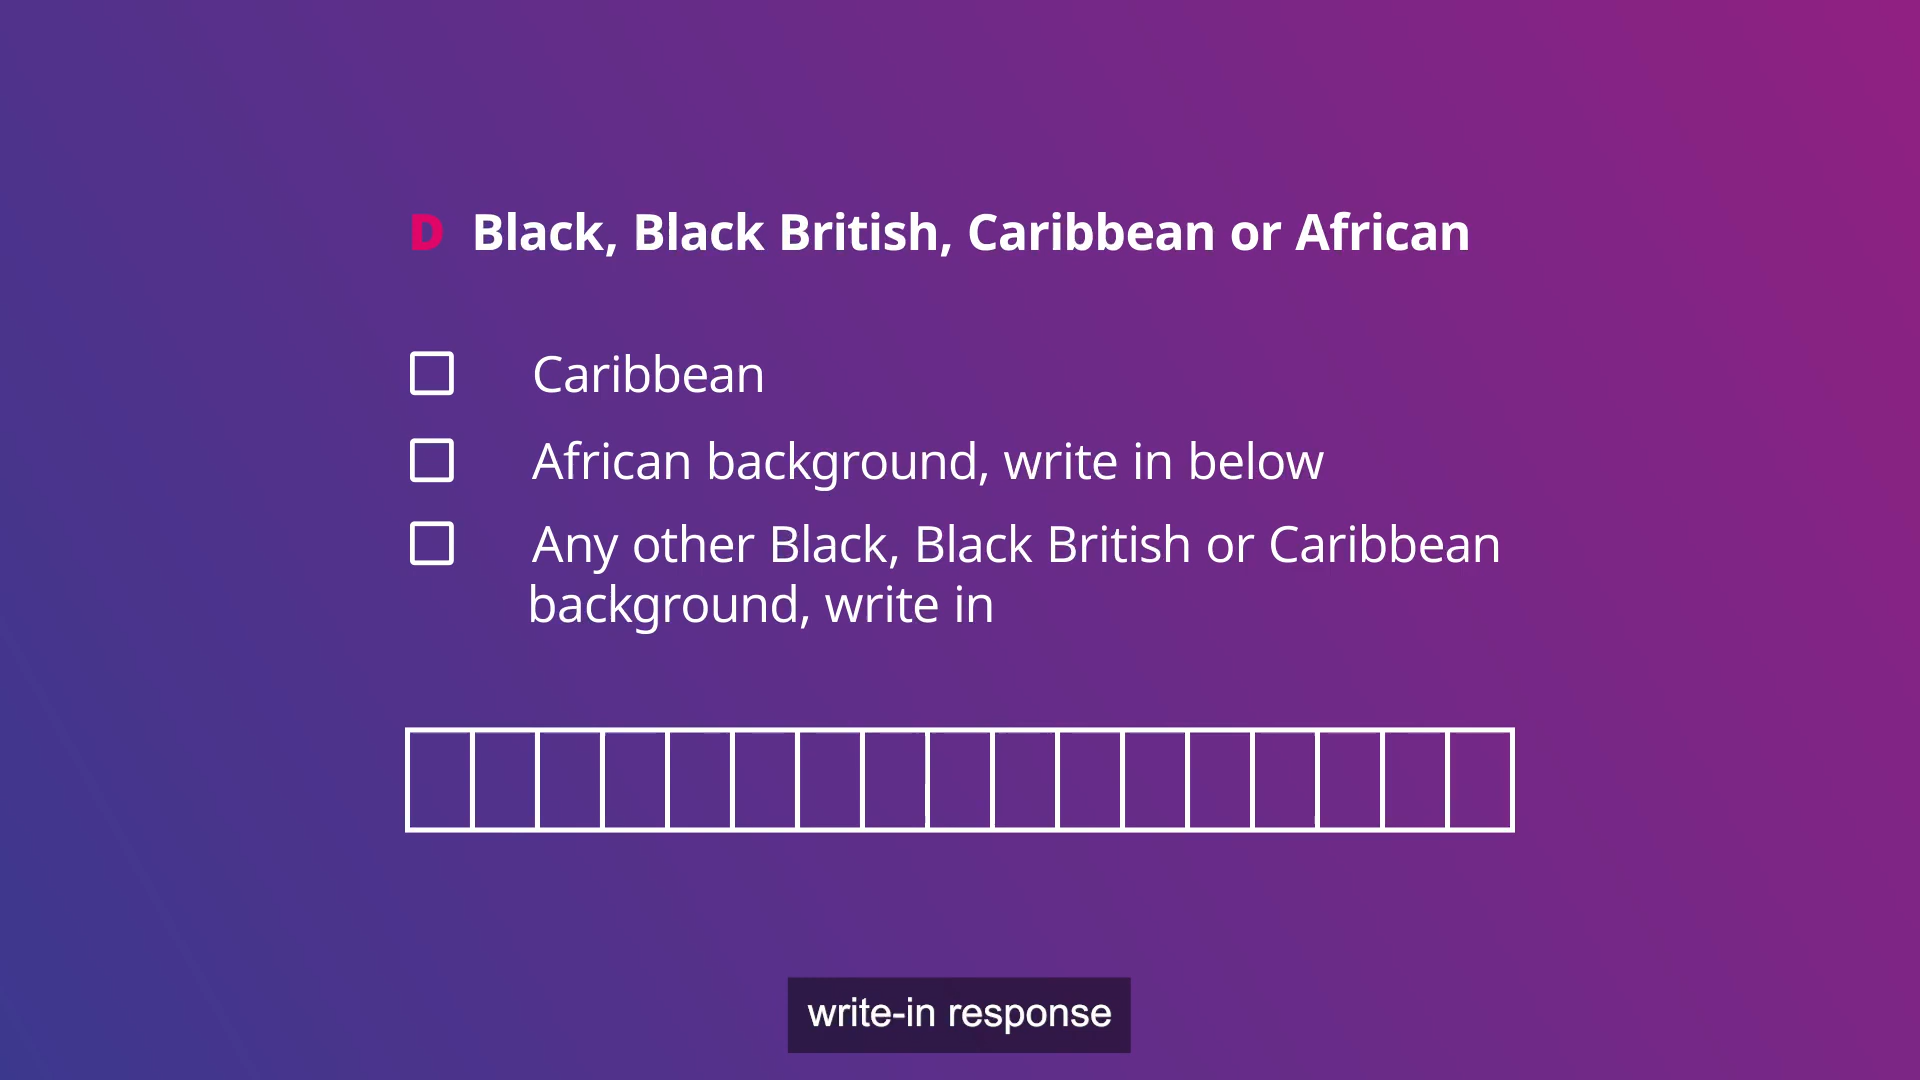 D Black, Black British, Caribbean or African
Caribbean
African background, write in below
Any other Black, Black British or Caribbean
background, write in
write-in response